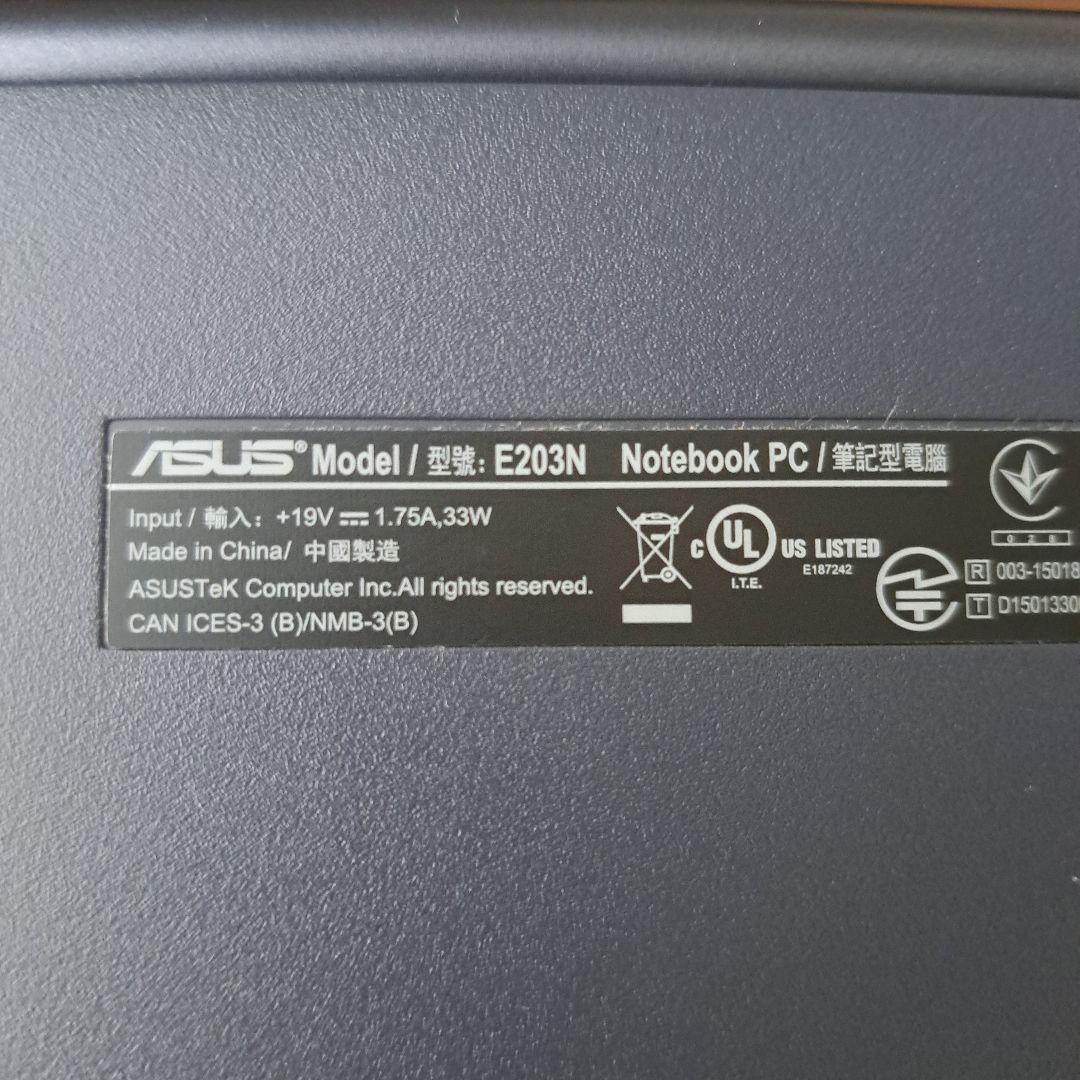 ASUS® Model / 型號: E203N Notebook PC / 筆記型電腦
Input / 輸入: +19V ⎓ 1.75A,33W
Made in China/ 中國製造
ASUSTeK Computer Inc.All rights reserved.
CAN ICES-3 (B)/NMB-3(B)
C UL US LISTED
I.T.E.
E187242
R 003-15018
T D1501330